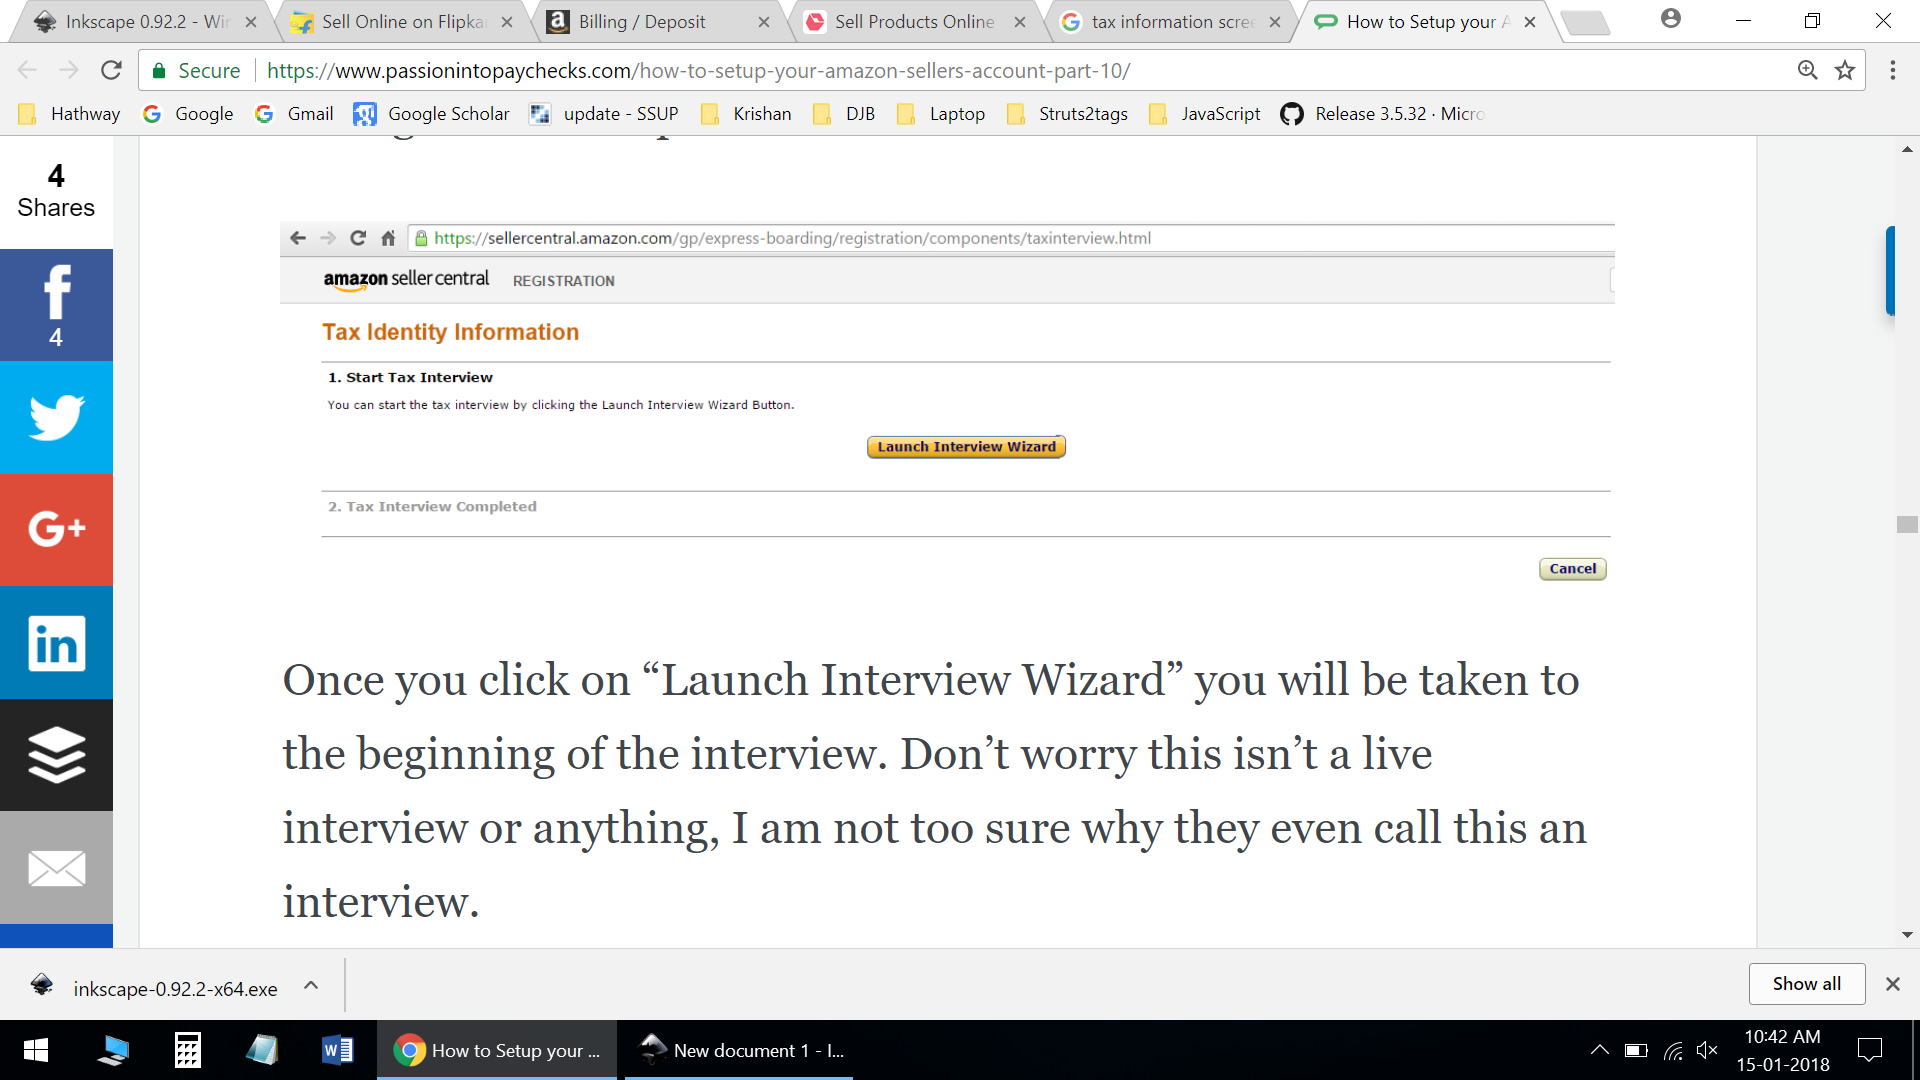 Inkscape 0.92.2 - Wi
Sell Online on Flipka
Billing / Deposit
Sell Products Online
tax information scre
How to Setup your A
Secure
https://www.passionintopaychecks.com/how-to-setup-your-amazon-sellers-account-part-10/
Hathway
Google
Gmail
Google Scholar
update - SSUP
Krishan
DJB
Laptop
Struts2tags
JavaScript
Release 3.5.32 · Micro
4
Shares
f
4
G+
in
https://sellercentral.amazon.com/gp/express-boarding/registration/components/taxinterview.html
amazon seller central
REGISTRATION
Tax Identity Information
1. Start Tax Interview
You can start the tax interview by clicking the Launch Interview Wizard Button.
Launch Interview Wizard
2. Tax Interview Completed
Cancel
Once you click on “Launch Interview Wizard” you will be taken to
the beginning of the interview. Don’t worry this isn’t a live
interview or anything, I am not too sure why they even call this an
interview.
inkscape-0.92.2-x64.exe
Show all
How to Setup your ...
New document 1 - I...
10:42 AM
15-01-2018